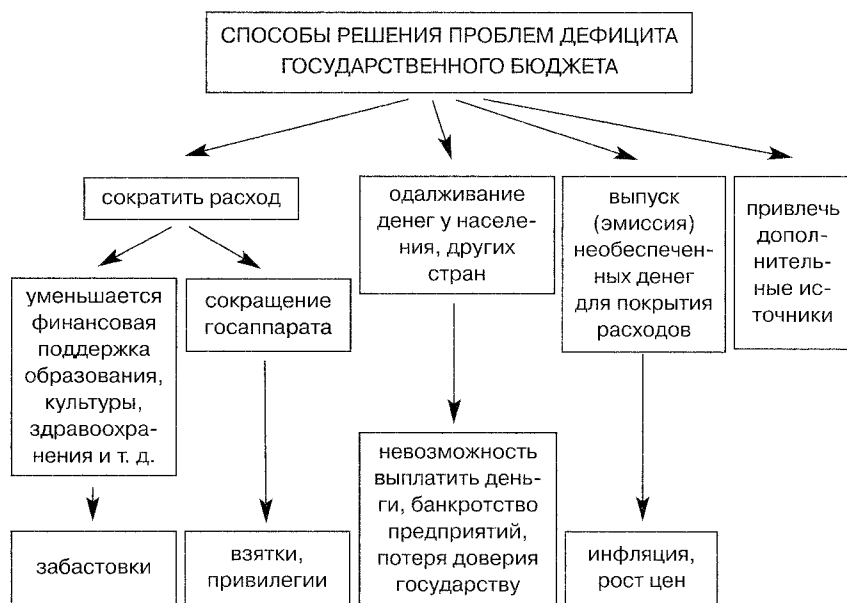 СПОСОБЫ РЕШЕНИЯ ПРОБЛЕМ ДЕФИЦИТА
ГОСУДАРСТВЕННОГО БЮДЖЕТА
сократить расход
одалживание
денег у населе-
ния, других
стран
выпуск
(эмиссия)
необеспечен-
ных денег
для покрытия
расходов
привлечь
допол-
нитель-
ные ис-
точники
уменьшается
финансовая
поддержка
образования,
культуры,
здравоохра-
нения и т. д.
сокращение
госаппарата
забастовки
взятки,
привилегии
невозможность
выплатить день-
ги, банкротство
предприятий,
потеря доверия
государству
инфляция,
рост цен